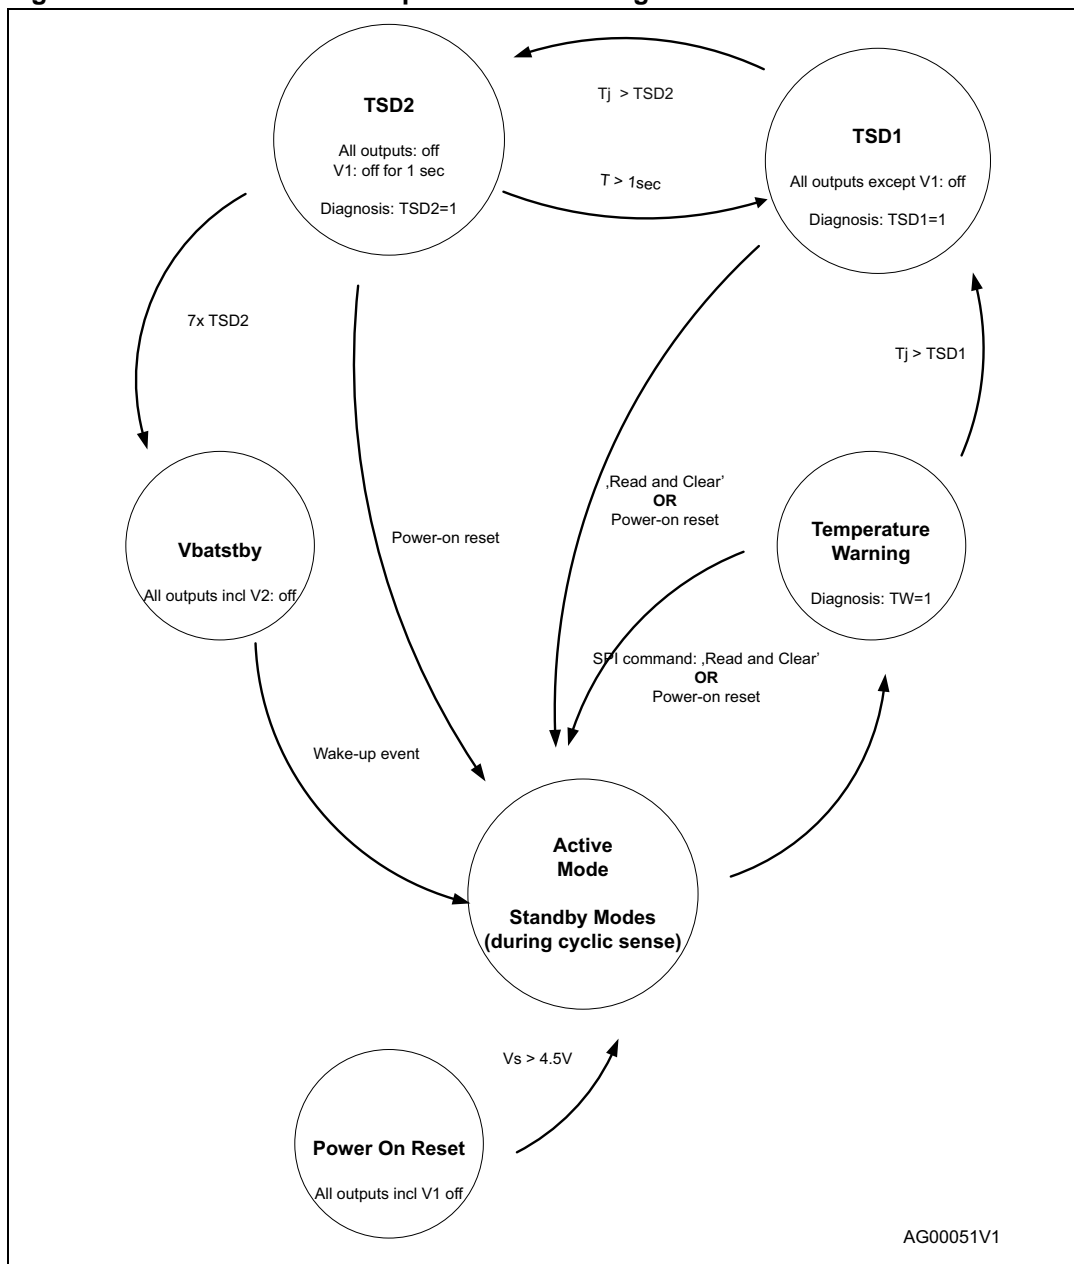 TSD2
All outputs: off
V1: off for 1 sec
Diagnosis: TSD2=1
Tj > TSD2
T > 1sec
TSD1
All outputs except V1: off
Diagnosis: TSD1=1
7x TSD2
Tj > TSD1
Vbatstby
All outputs incl V2: off
Power-on reset
‚Read and Clear’
OR
Power-on reset
Temperature
Warning
Diagnosis: TW=1
SPI command: ‚Read and Clear’
OR
Power-on reset
Wake-up event
Active
Mode
Standby Modes
(during cyclic sense)
Vs > 4.5V
Power On Reset
All outputs incl V1 off
AG00051V1